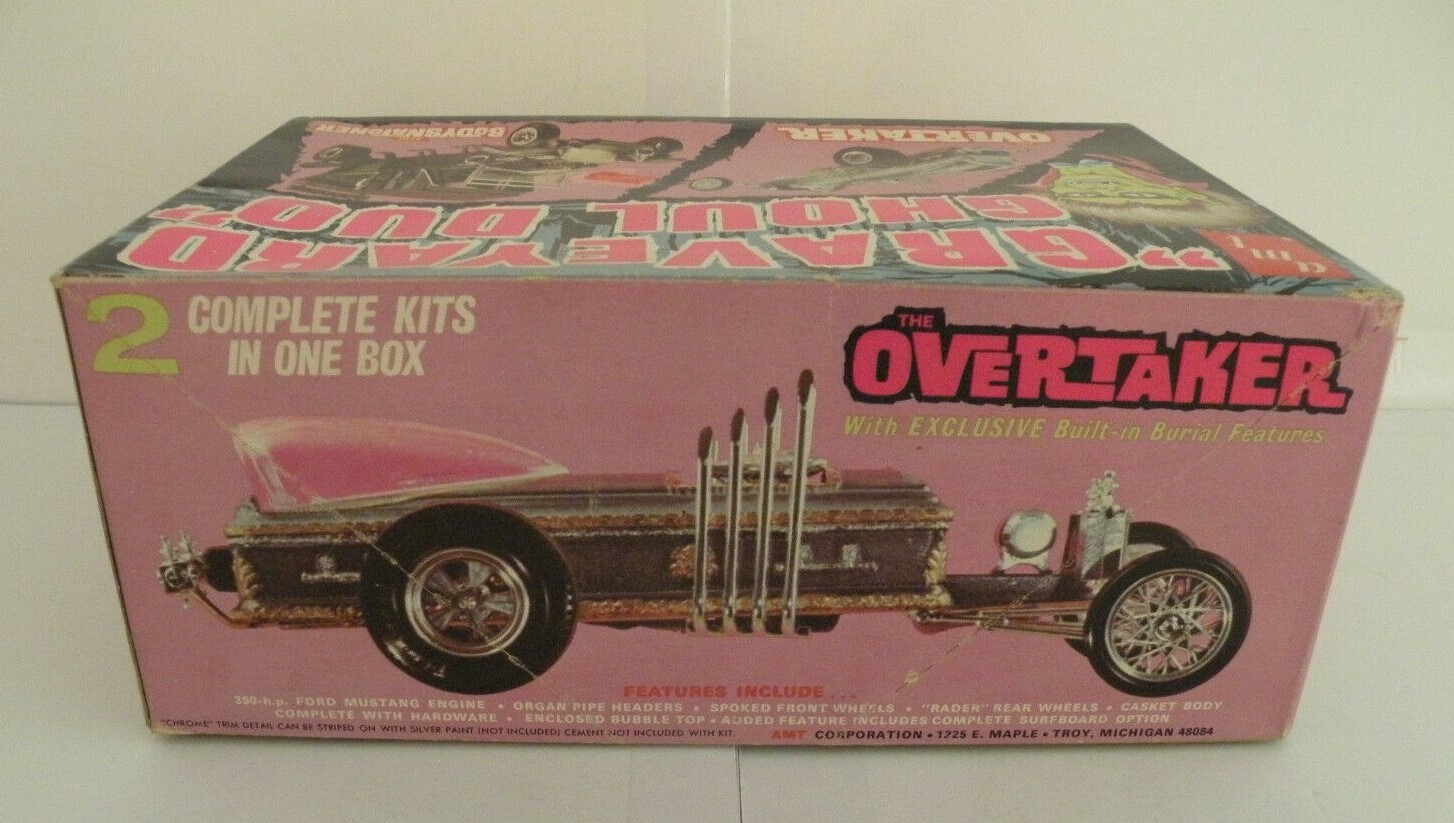 BODYSNATCHER
OVERTAKER
"GRAVEYARD
GHOUL DUO"
amt
2 COMPLETE KITS
IN ONE BOX
THE
OVERTAKER
With EXCLUSIVE Built-in Burial Features
FEATURES INCLUDE...
350-h.p. FORD MUSTANG ENGINE • ORGAN PIPE HEADERS • SPOKED FRONT WHEELS • "RADER" REAR WHEELS • CASKET BODY
COMPLETE WITH HARDWARE • ENCLOSED BUBBLE TOP • ADDED FEATURE INCLUDES COMPLETE SURFBOARD OPTION
"CHROME" TRIM DETAIL CAN BE STRIPED ON WITH SILVER PAINT (NOT INCLUDED) CEMENT NOT INCLUDED WITH KIT.
AMT CORPORATION • 1225 E. MAPLE • TROY, MICHIGAN 48084